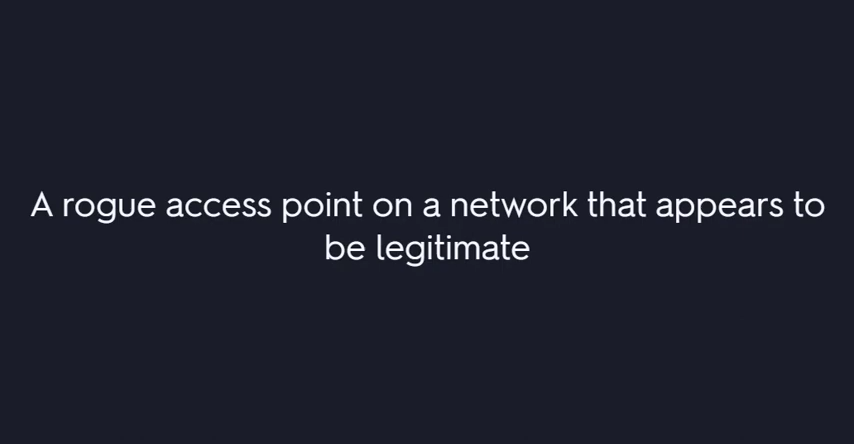 A rogue access point on a network that appears to
be legitimate